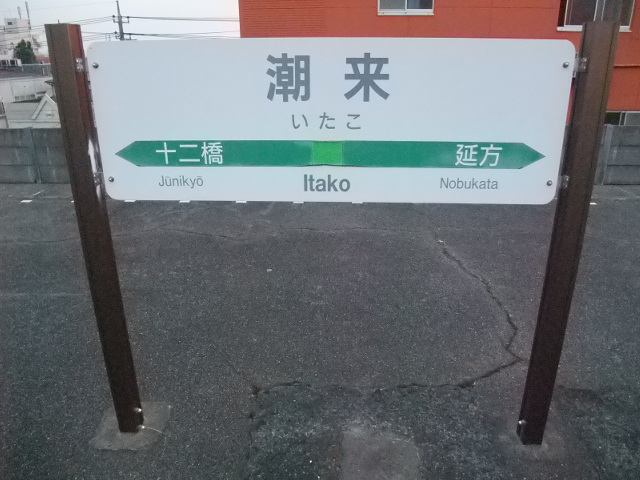 潮来
いたこ
十二橋 延方
Jūnikyō Itako Nobukata